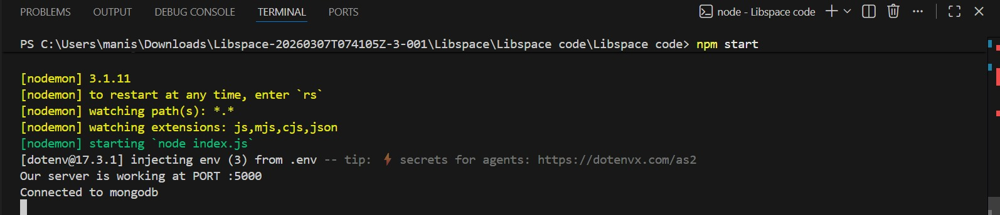 PROBLEMS OUTPUT DEBUG CONSOLE TERMINAL PORTS node - Libspace code
PS C:\Users\manis\Downloads\Libspace-20260307T074105Z-3-001\Libspace\Libspace code\Libspace code> npm start
[nodemon] 3.1.11
[nodemon] to restart at any time, enter `rs`
[nodemon] watching path(s): *.*
[nodemon] watching extensions: js,mjs,cjs,json
[nodemon] starting `node index.js`
[dotenv@17.3.1] injecting env (3) from .env -- tip: ⚡ secrets for agents: https://dotenvx.com/as2
Our server is working at PORT :5000
Connected to mongodb